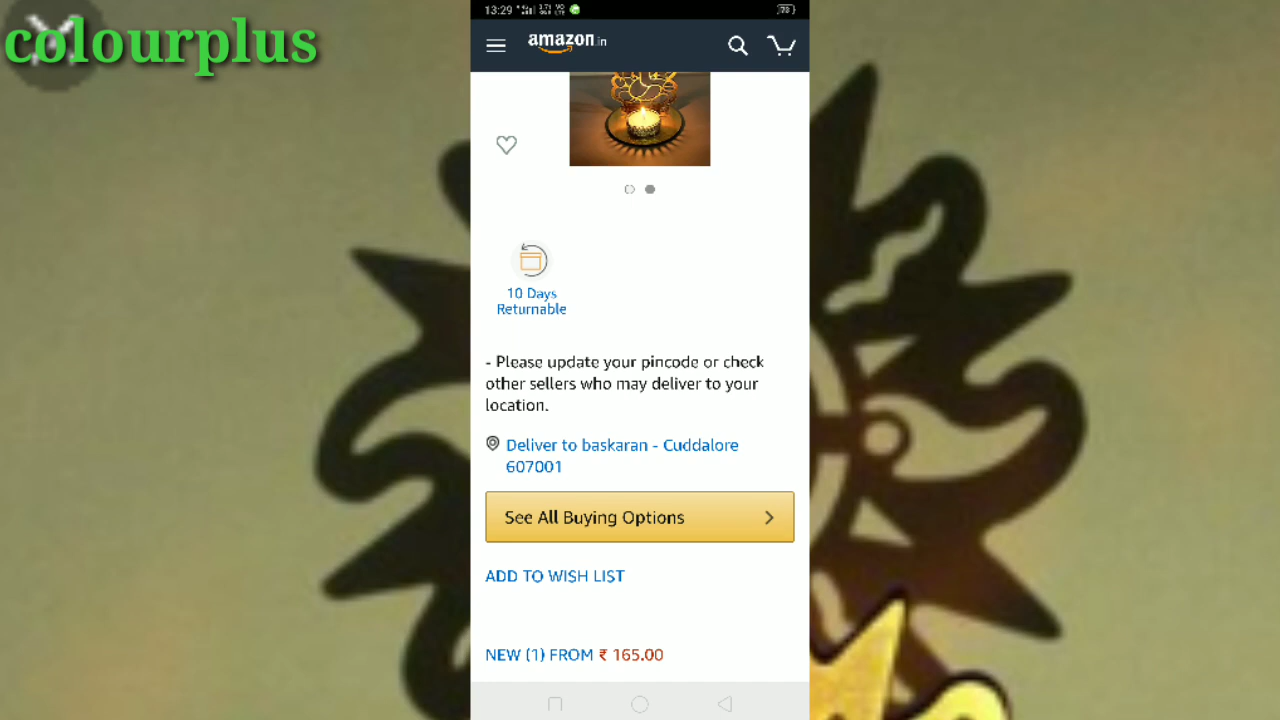 colourplus
13:29
73
amazon.in
10 Days
Returnable
- Please update your pincode or check
other sellers who may deliver to your
location.
Deliver to baskaran - Cuddalore
607001
See All Buying Options
ADD TO WISH LIST
NEW (1) FROM ₹ 165.00